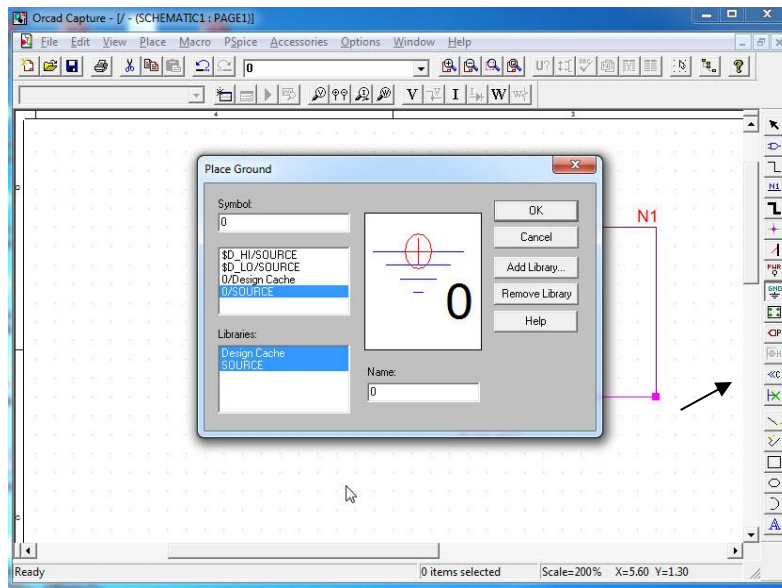 Orcad Capture - [/ - (SCHEMATIC1 : PAGE1)]
File Edit View Place Macro PSpice Accessories Options Window Help
0 U?
V I W
4 3
Place Ground
Symbol:
0
$D_HI/SOURCE
$D_LO/SOURCE
0/Design Cache
0/SOURCE
Libraries:
Design Cache
SOURCE
0
Name:
0
OK
Cancel
Add Library...
Remove Library
Help
N1
N1
PWR
GND
A
Ready 0 items selected Scale=200% X=5.60 Y=1.30